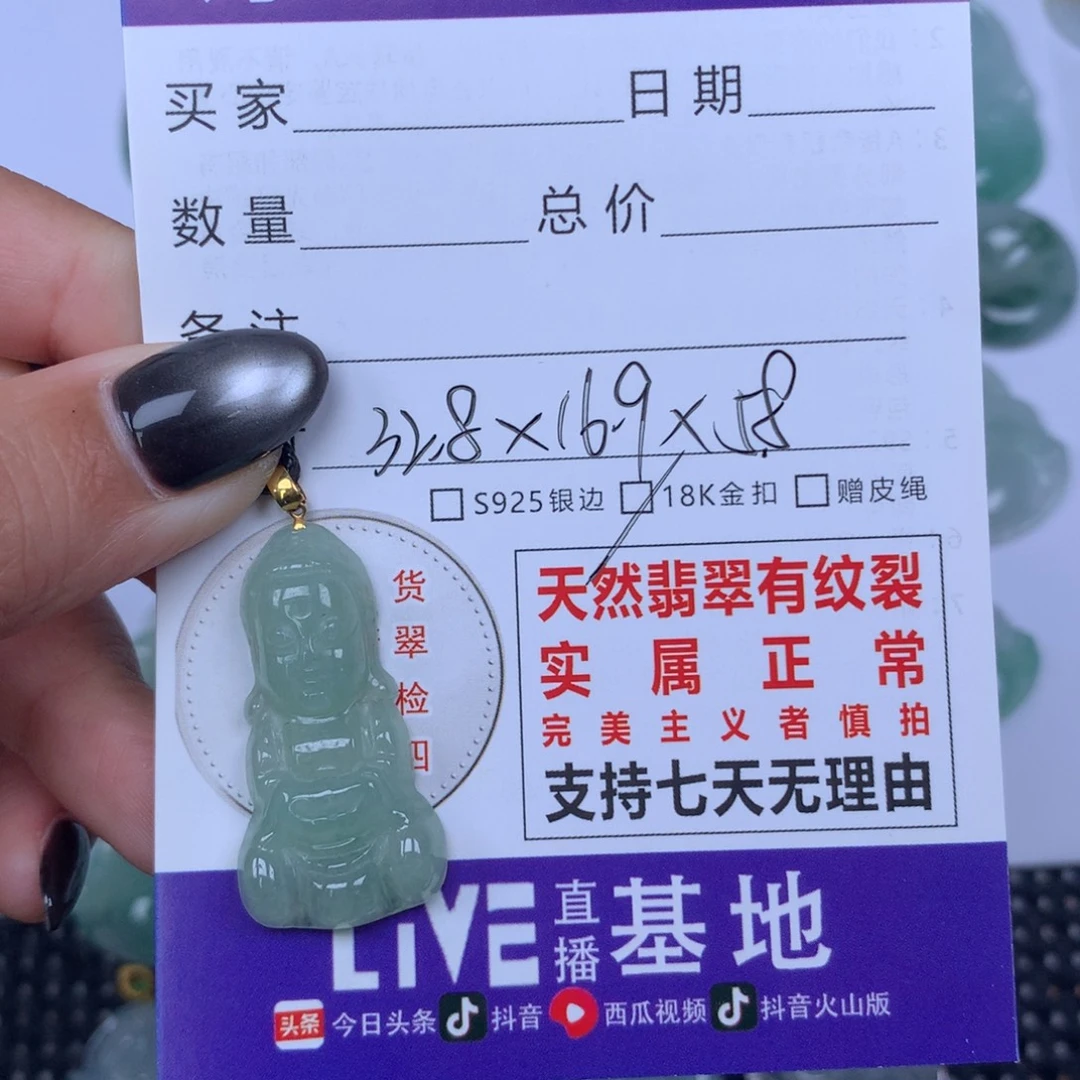 买家 日期
数量 总价
备注
32.8×16.9×5.8
S925银边 18K金扣 赠皮绳
货
翠
检
四
天然翡翠有纹裂
实属正常
完美主义者慎拍
支持七天无理由
LIVE 直播 基地
头条 今日头条 抖音 西瓜视频 抖音火山版